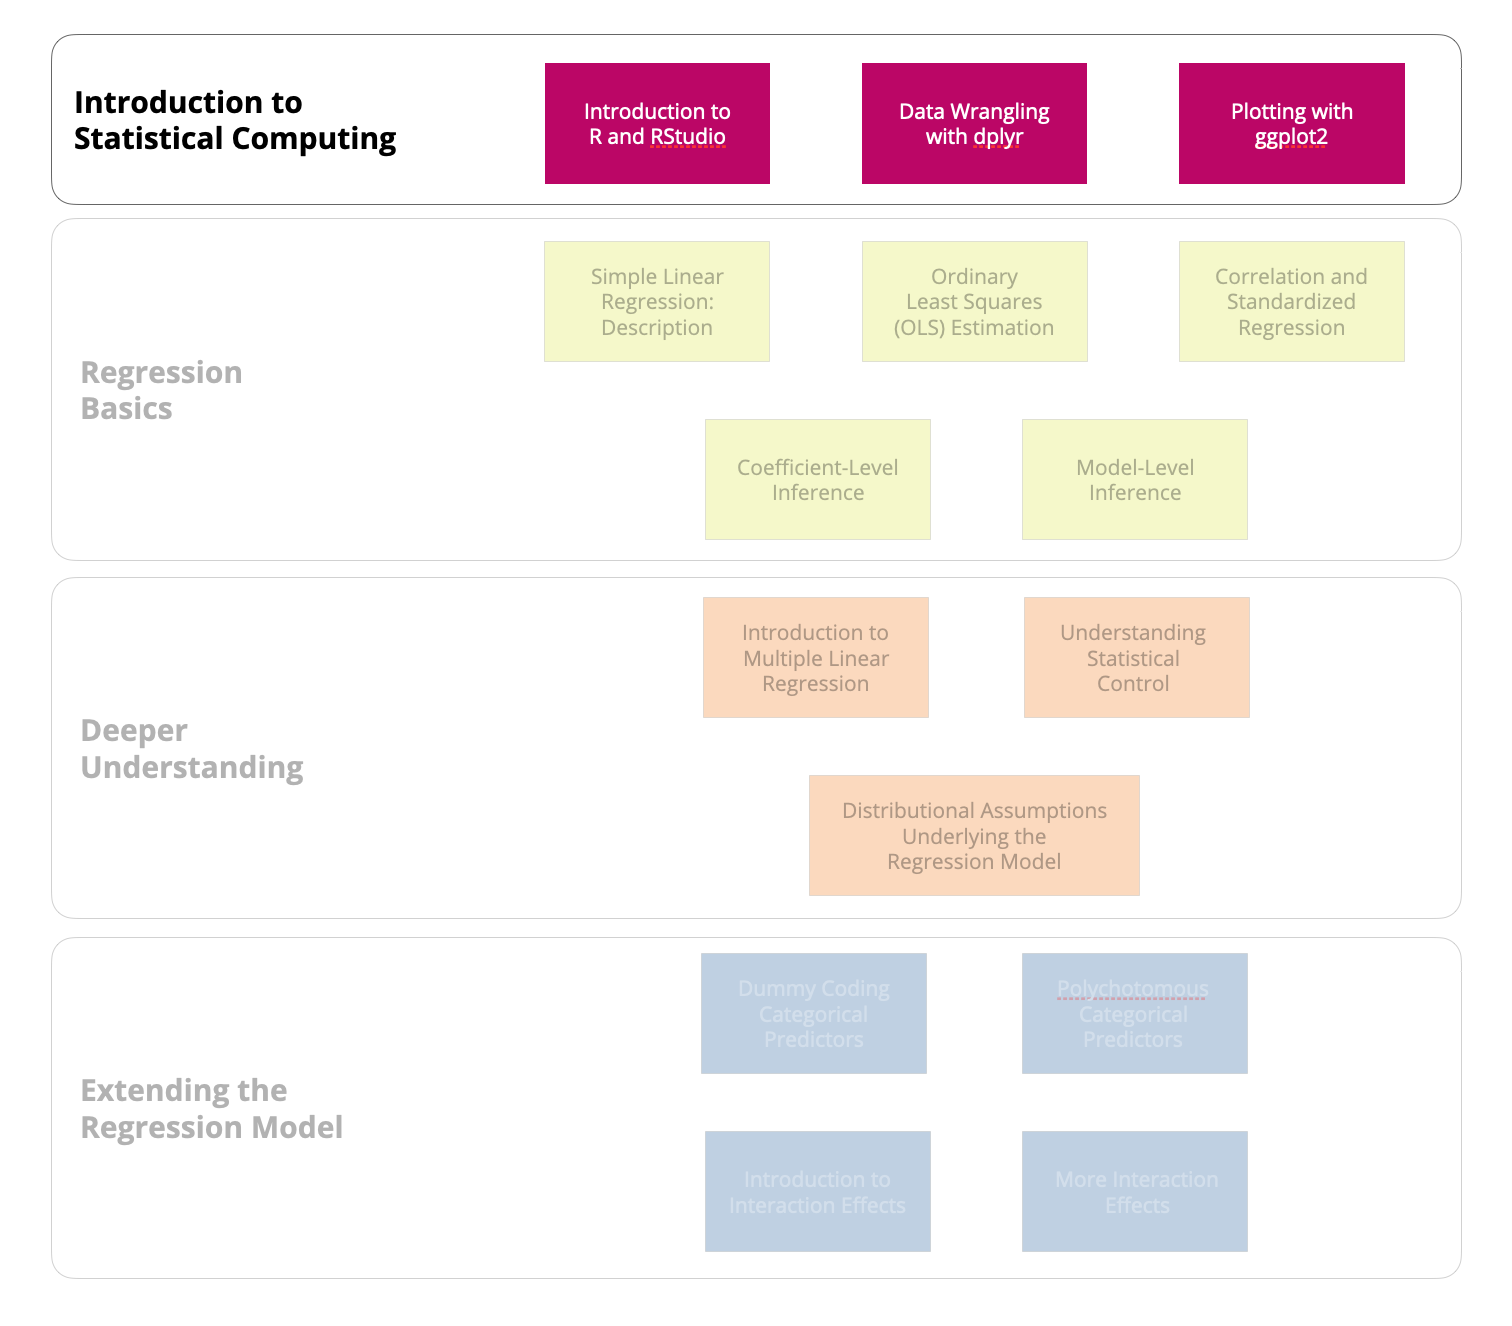 Introduction to
Statistical Computing
Introduction to
R and RStudio
Data Wrangling
with dplyr
Plotting with
ggplot2
Regression
Basics
Simple Linear
Regression:
Description
Ordinary
Least Squares
(OLS) Estimation
Correlation and
Standardized
Regression
Coefficient-Level
Inference
Model-Level
Inference
Deeper
Understanding
Introduction to
Multiple Linear
Regression
Understanding
Statistical
Control
Distributional Assumptions
Underlying the
Regression Model
Extending the
Regression Model
Dummy Coding
Categorical
Predictors
Polychotomous
Categorical
Predictors
Introduction to
Interaction Effects
More Interaction
Effects